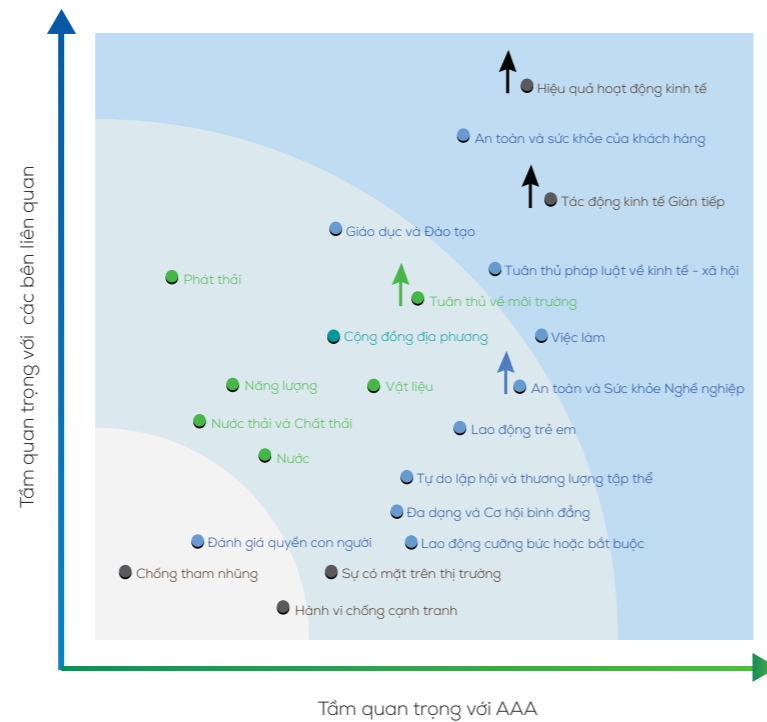 Tầm quan trọng với các bên liên quan
Hiệu quả hoạt động kinh tế
An toàn và sức khỏe của khách hàng
Tác động kinh tế Gián tiếp
Giáo dục và Đào tạo
Tuân thủ pháp luật về kinh tế - xã hội
Phát thải
Tuân thủ về môi trường
Cộng đồng địa phương
Việc làm
Năng lượng
Vật liệu
An toàn và Sức khỏe Nghề nghiệp
Nước thải và Chất thải
Lao động trẻ em
Nước
Tự do lập hội và thương lượng tập thể
Đa dạng và Cơ hội bình đẳng
Đánh giá quyền con người
Lao động cưỡng bức hoặc bắt buộc
Chống tham nhũng
Sự có mặt trên thị trường
Hành vi chống cạnh tranh
Tầm quan trọng với AAA